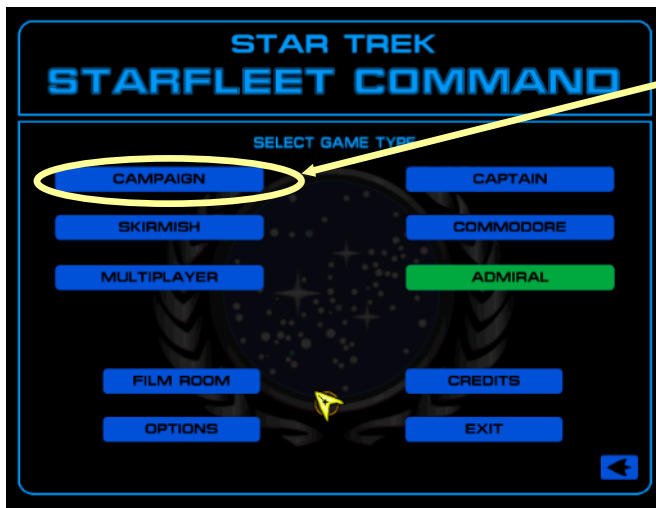 STAR TREK
STARFLEET COMMAND
SELECT GAME TYPE
CAMPAIGN
CAPTAIN
SKIRMISH
COMMODORE
MULTIPLAYER
ADMIRAL
FILM ROOM
CREDITS
OPTIONS
EXIT